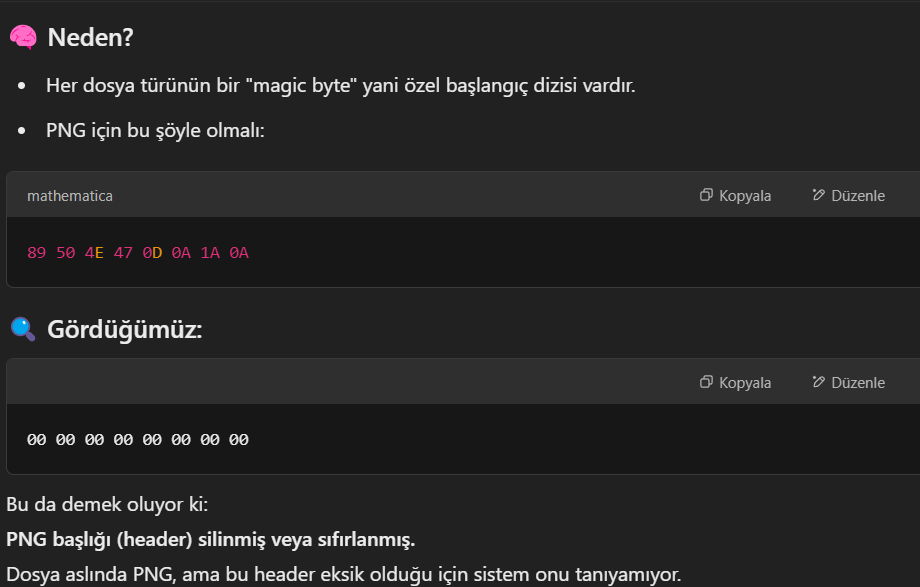 🧠 Neden?
• Her dosya türünün bir "magic byte" yani özel başlangıç dizisi vardır.
• PNG için bu şöyle olmalı:
mathematica Kopyala Düzenle
89 50 4E 47 0D 0A 1A 0A
🔍 Gördüğümüz:
Kopyala Düzenle
00 00 00 00 00 00 00 00
Bu da demek oluyor ki:
PNG başlığı (header) silinmiş veya sıfırlanmış.
Dosya aslında PNG, ama bu header eksik olduğu için sistem onu tanıyamıyor.